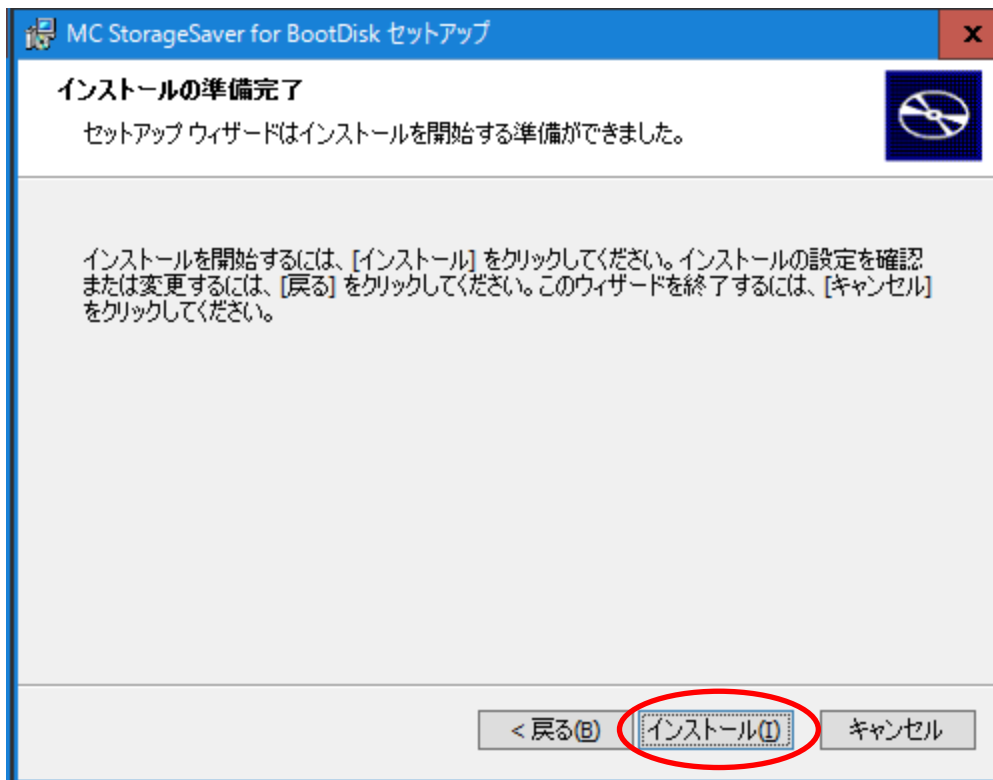 MC StorageSaver for BootDisk セットアップ
インストールの準備完了
セットアップ ウィザードはインストールを開始する準備ができました。
インストールを開始するには、[インストール] をクリックしてください。インストールの設定を確認
または変更するには、[戻る] をクリックしてください。このウィザードを終了するには、[キャンセル]
をクリックしてください。
< 戻る(B) インストール(I) キャンセル